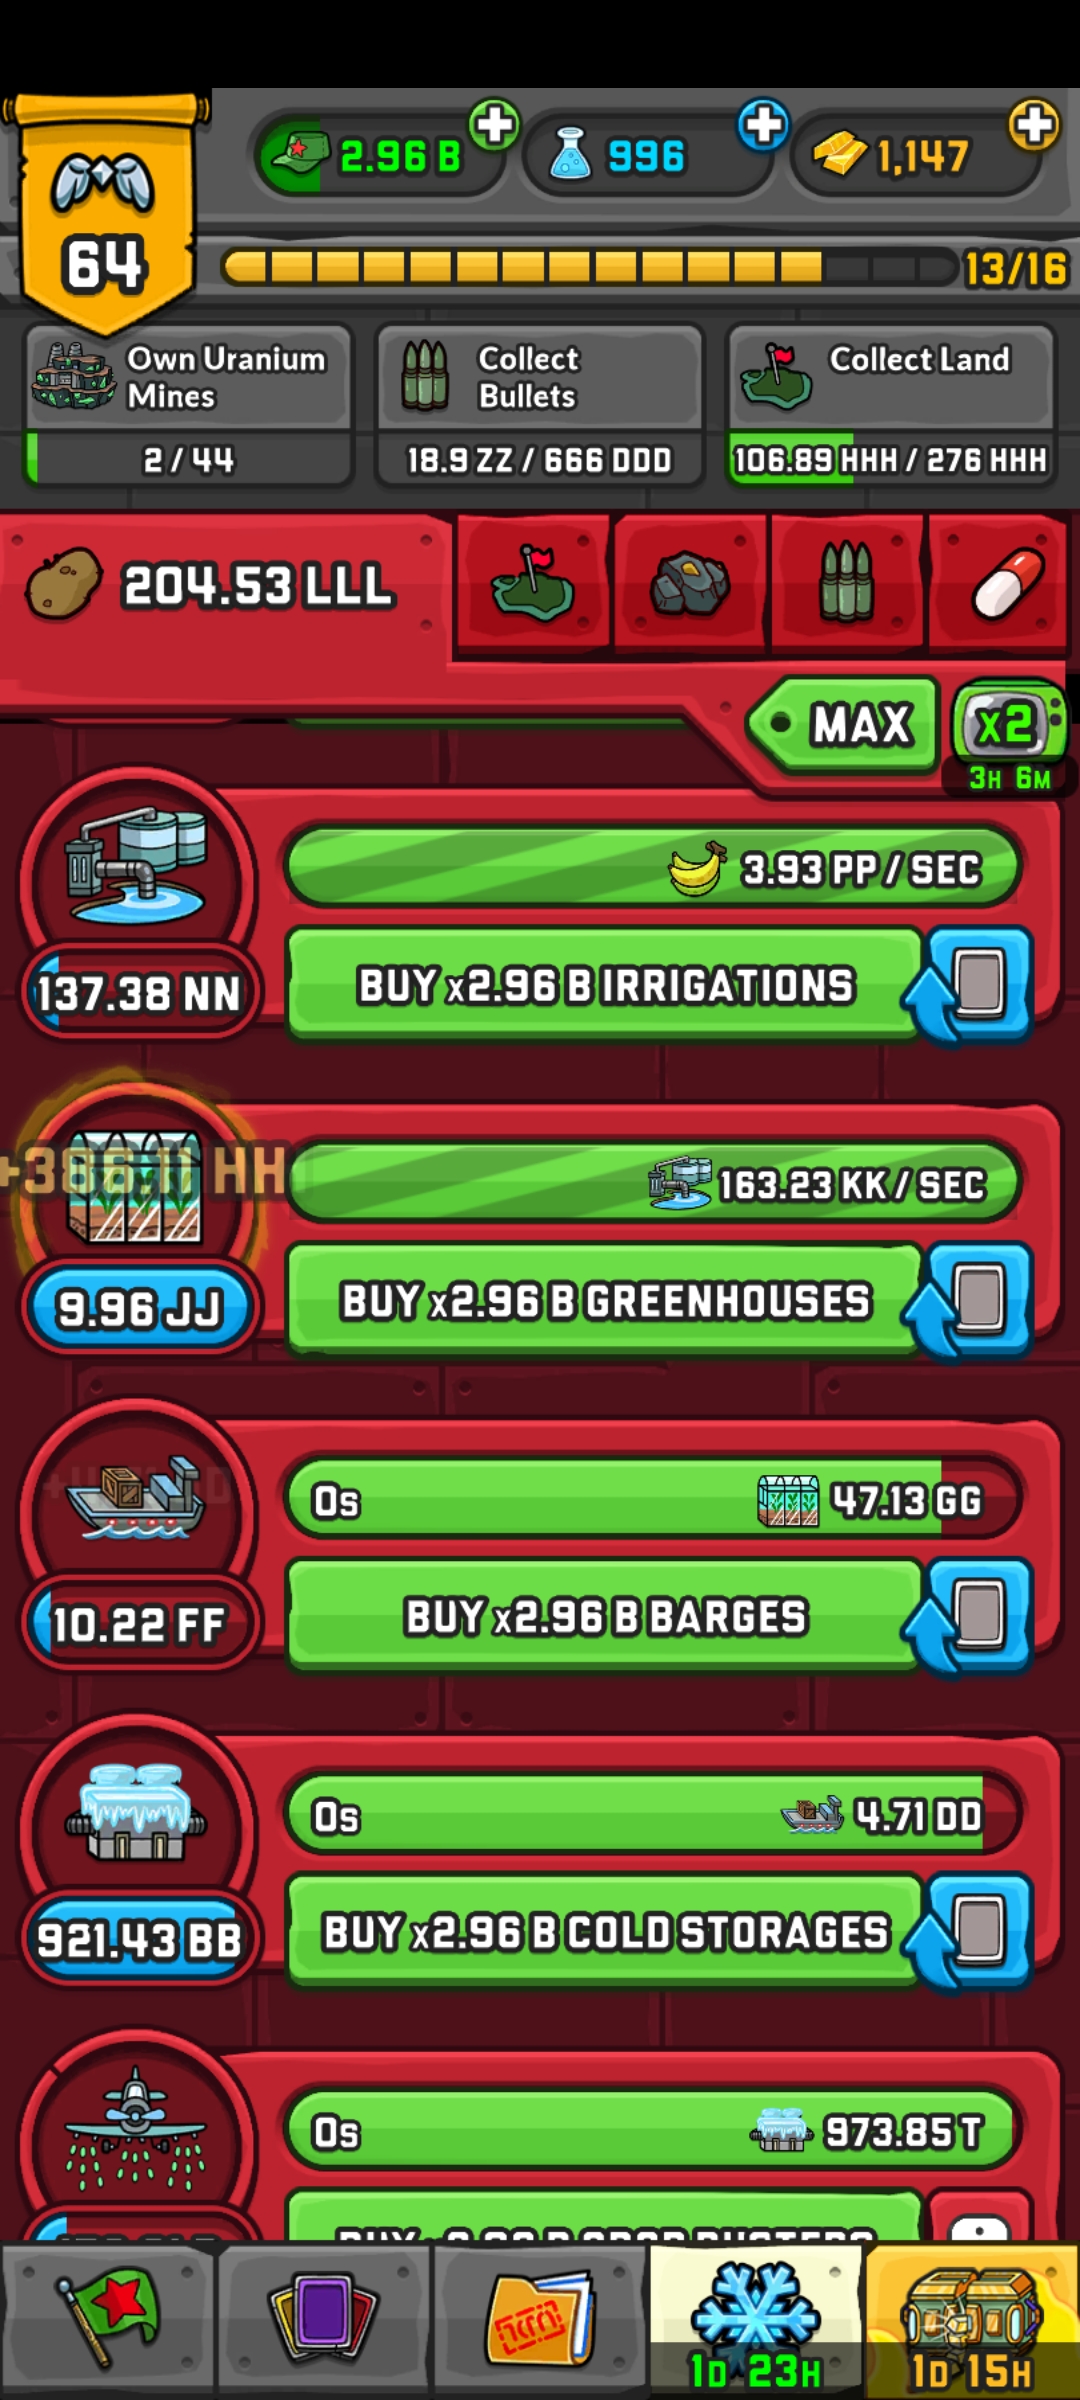 2.96 B
996
1,147
64
13/16
Own Uranium
Mines
2 / 44
Collect
Bullets
18.9 ZZ / 666 DDD
Collect Land
106.89 HHH / 276 HHH
204.53 LLL
MAX
x2
3H 6M
3.93 PP / SEC
137.38 NN
BUY x2.96 B IRRIGATIONS
+386.11 HH
163.23 KK / SEC
9.96 JJ
BUY x2.96 B GREENHOUSES
0s
47.13 GG
10.22 FF
BUY x2.96 B BARGES
0s
4.71 DD
921.43 BB
BUY x2.96 B COLD STORAGES
0s
973.85 T
1D 23H
1D 15H